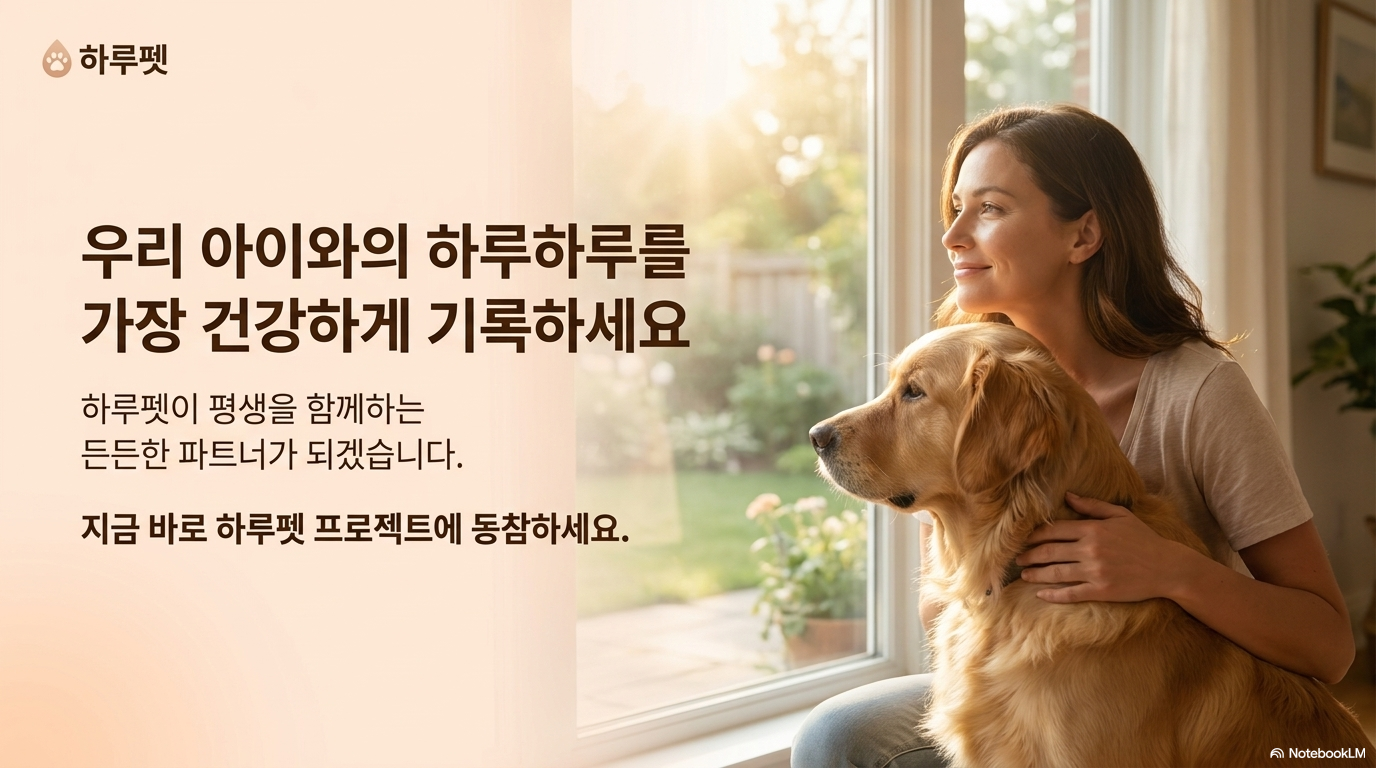 하루펫
우리 아이와의 하루하루를
가장 건강하게 기록하세요
하루펫이 평생을 함께하는
든든한 파트너가 되겠습니다.
지금 바로 하루펫 프로젝트에 동참하세요.
NotebookLM